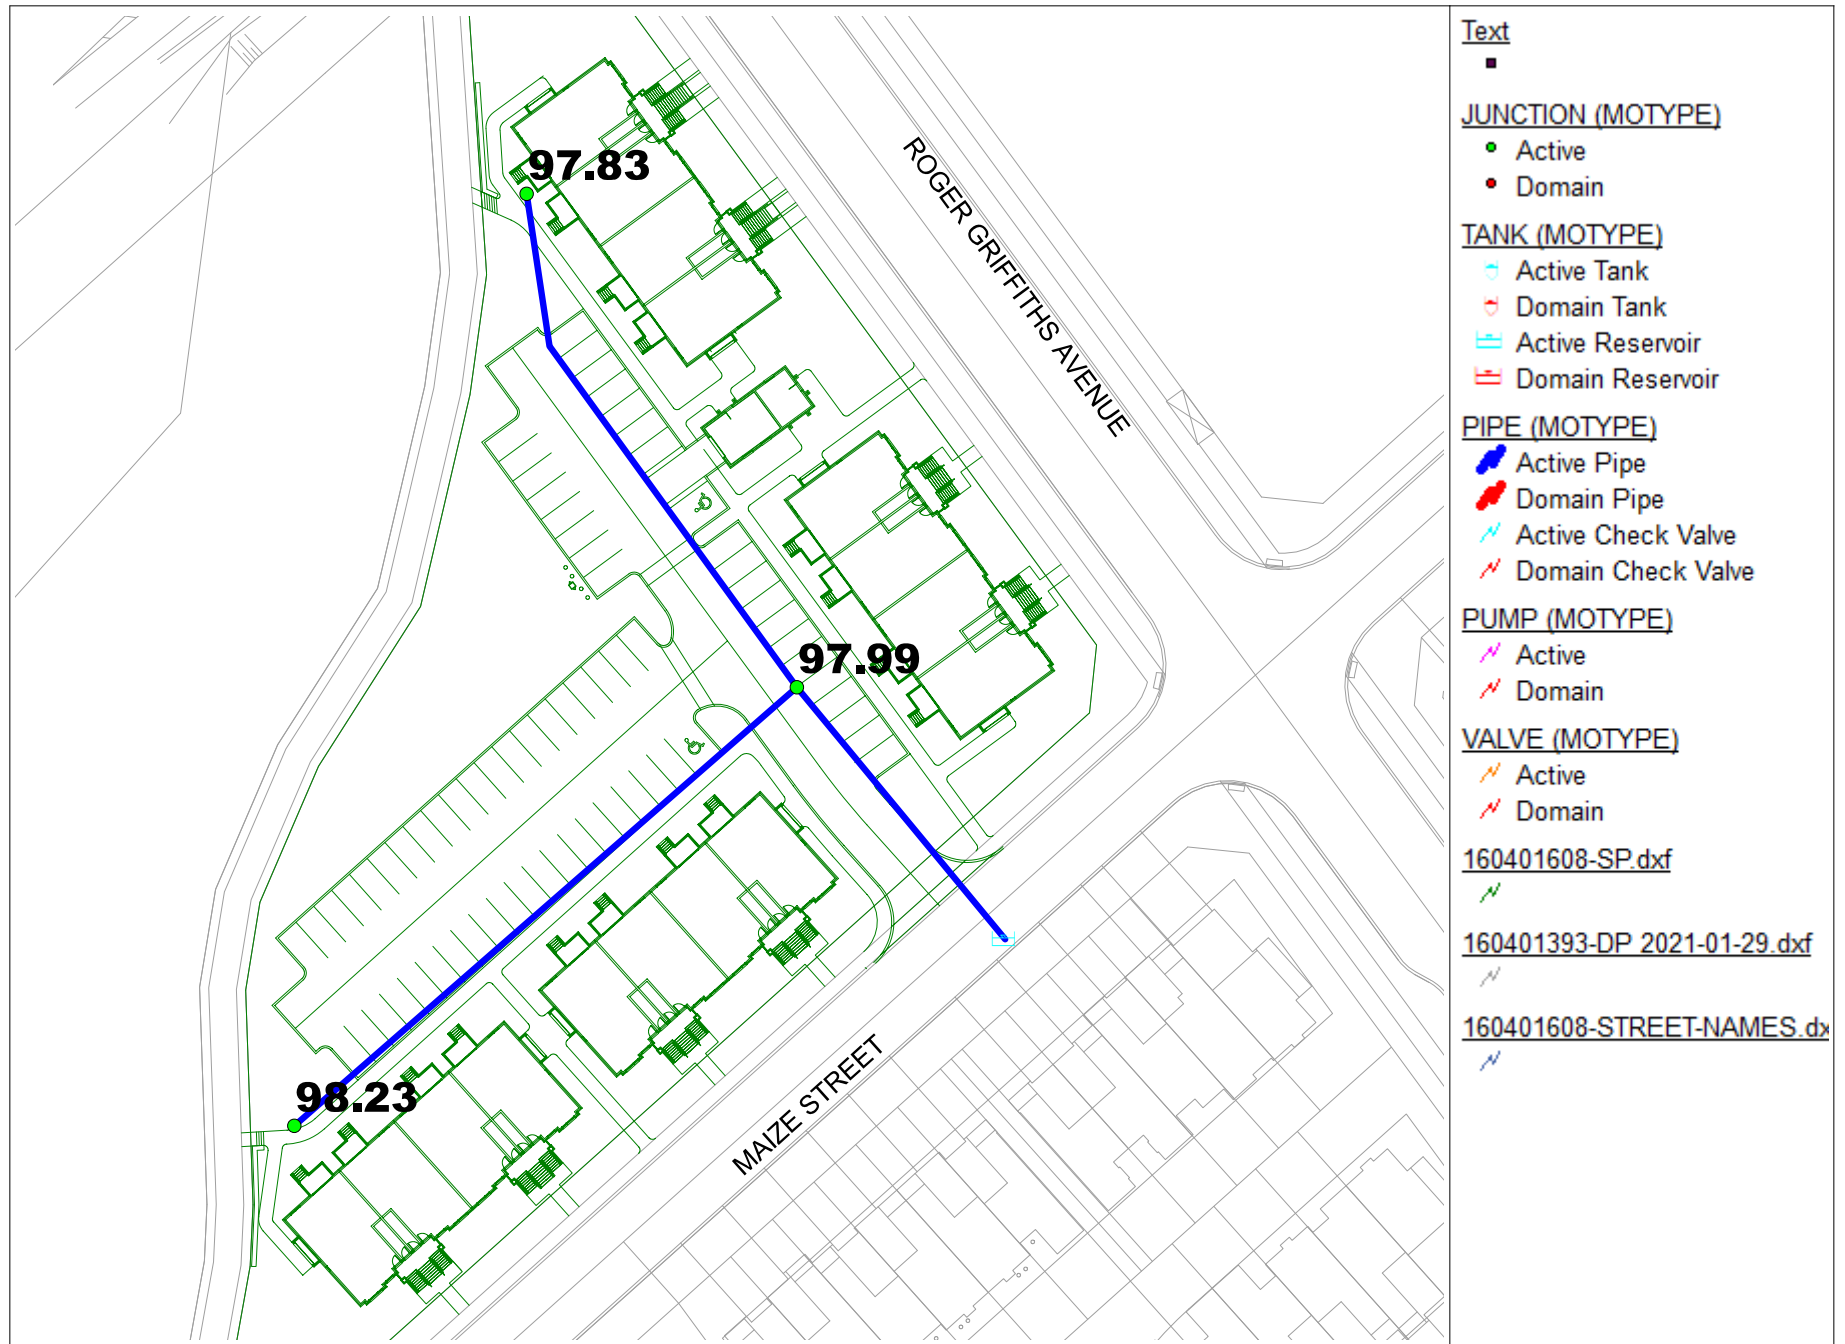 97.83
97.99
98.23
ROGER GRIFFITHS AVENUE
MAIZE STREET
Text
JUNCTION (MOTYPE)
Active
Domain
TANK (MOTYPE)
Active Tank
Domain Tank
Active Reservoir
Domain Reservoir
PIPE (MOTYPE)
Active Pipe
Domain Pipe
Active Check Valve
Domain Check Valve
PUMP (MOTYPE)
Active
Domain
VALVE (MOTYPE)
Active
Domain
160401608-SP.dxf
160401393-DP 2021-01-29.dxf
160401608-STREET-NAMES.dx